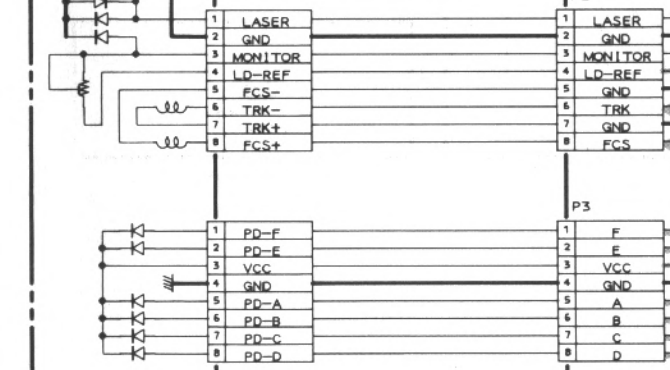 1 LASER 1 LASER
2 GND 2 GND
3 MONITOR 3 MONITOR
4 LD-REF 4 LD-REF
5 FCS- 5 GND
6 TRK- 6 TRK
7 TRK+ 7 GND
8 FCS+ 8 FCS
P3
1 PD-F 1 F
2 PD-E 2 E
3 VCC 3 VCC
4 GND 4 GND
5 PD-A 5 A
6 PD-B 6 B
7 PD-C 7 C
8 PD-D 8 D